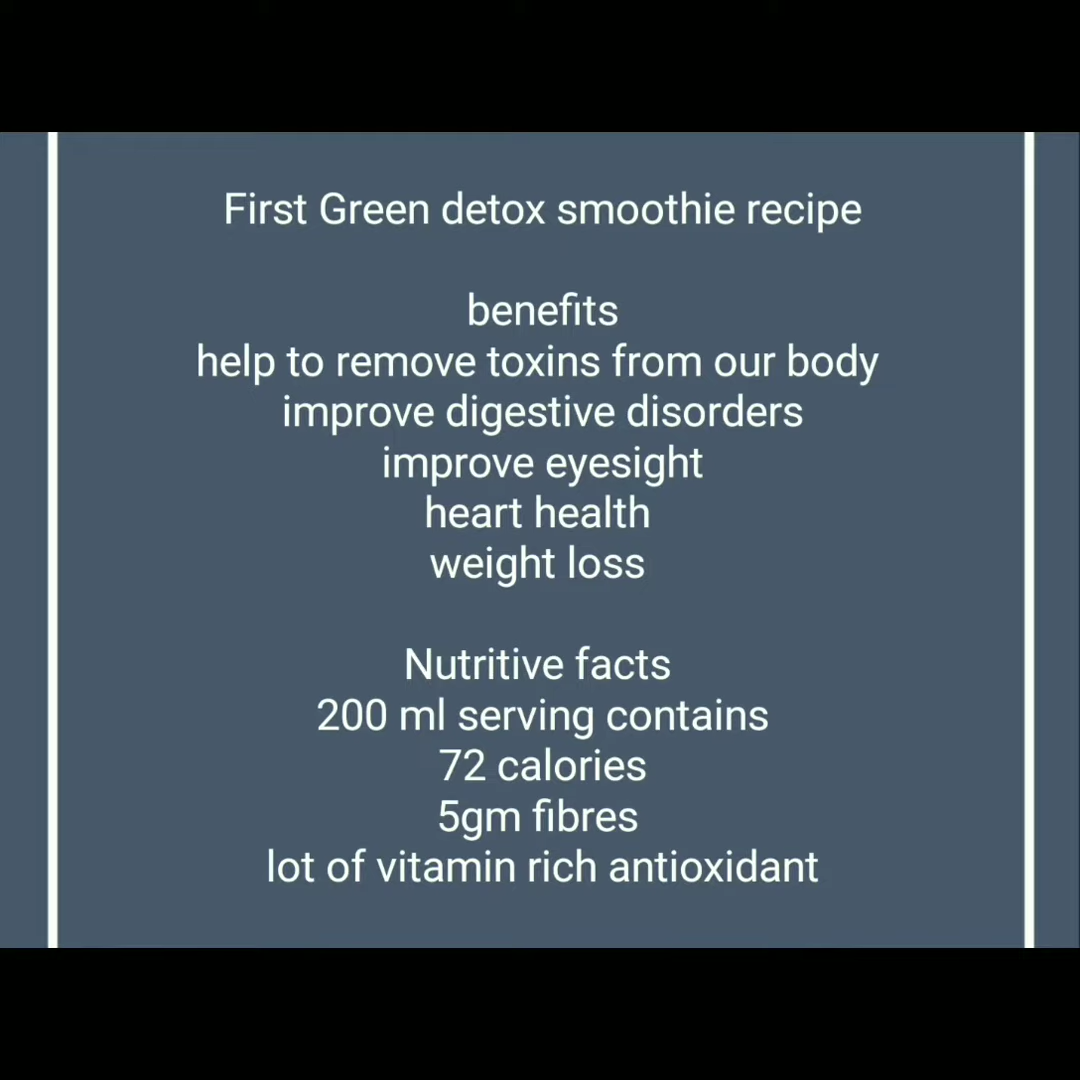 First Green detox smoothie recipe
benefits
help to remove toxins from our body
improve digestive disorders
improve eyesight
heart health
weight loss
Nutritive facts
200 ml serving contains
72 calories
5gm fibres
lot of vitamin rich antioxidant